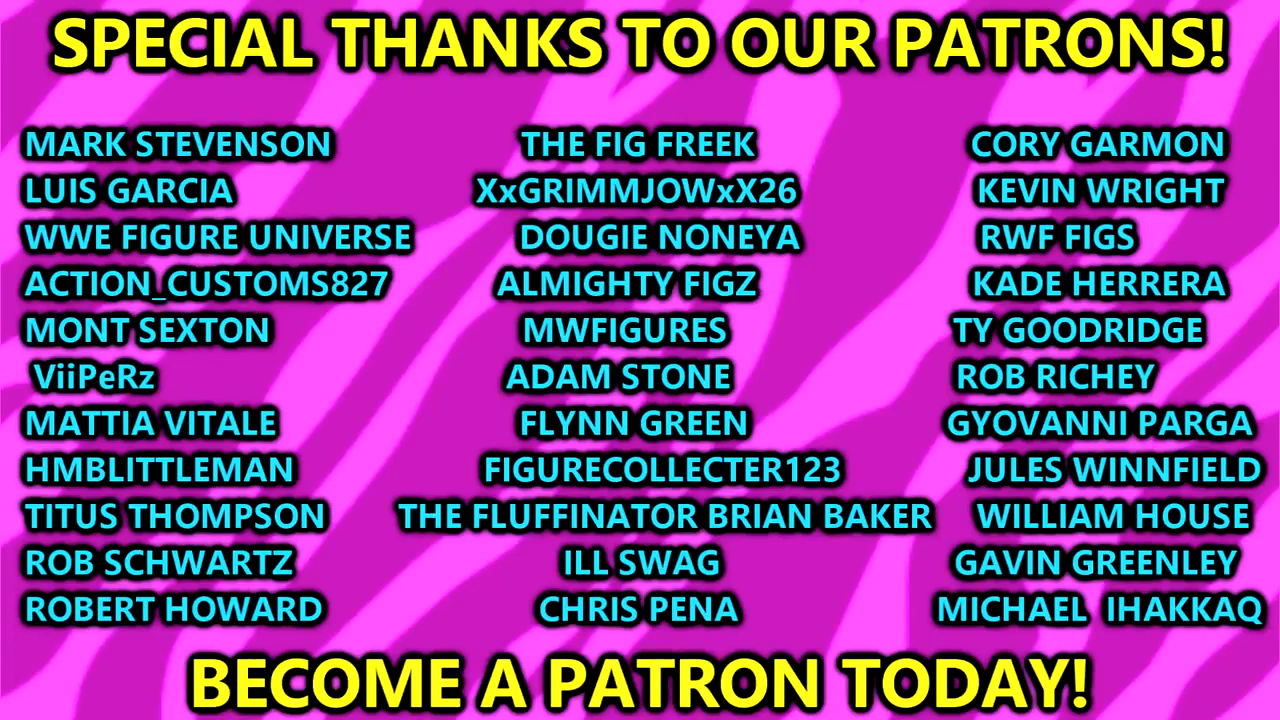 SPECIAL THANKS TO OUR PATRONS!
MARK STEVENSON
LUIS GARCIA
WWE FIGURE UNIVERSE
ACTION_CUSTOMS827
MONT SEXTON
ViiPeRz
MATTIA VITALE
HMBLITTLEMAN
TITUS THOMPSON
ROB SCHWARTZ
ROBERT HOWARD
THE FIG FREEK
XxGRIMMJOWxX26
DOUGIE NONEYA
ALMIGHTY FIGZ
MWFIGURES
ADAM STONE
FLYNN GREEN
FIGURECOLLECTER123
THE FLUFFINATOR BRIAN BAKER
ILL SWAG
CHRIS PENA
CORY GARMON
KEVIN WRIGHT
RWF FIGS
KADE HERRERA
TY GOODRIDGE
ROB RICHEY
GYOVANNI PARGA
JULES WINNFIELD
WILLIAM HOUSE
GAVIN GREENLEY
MICHAEL IHAKKAQ
BECOME A PATRON TODAY!